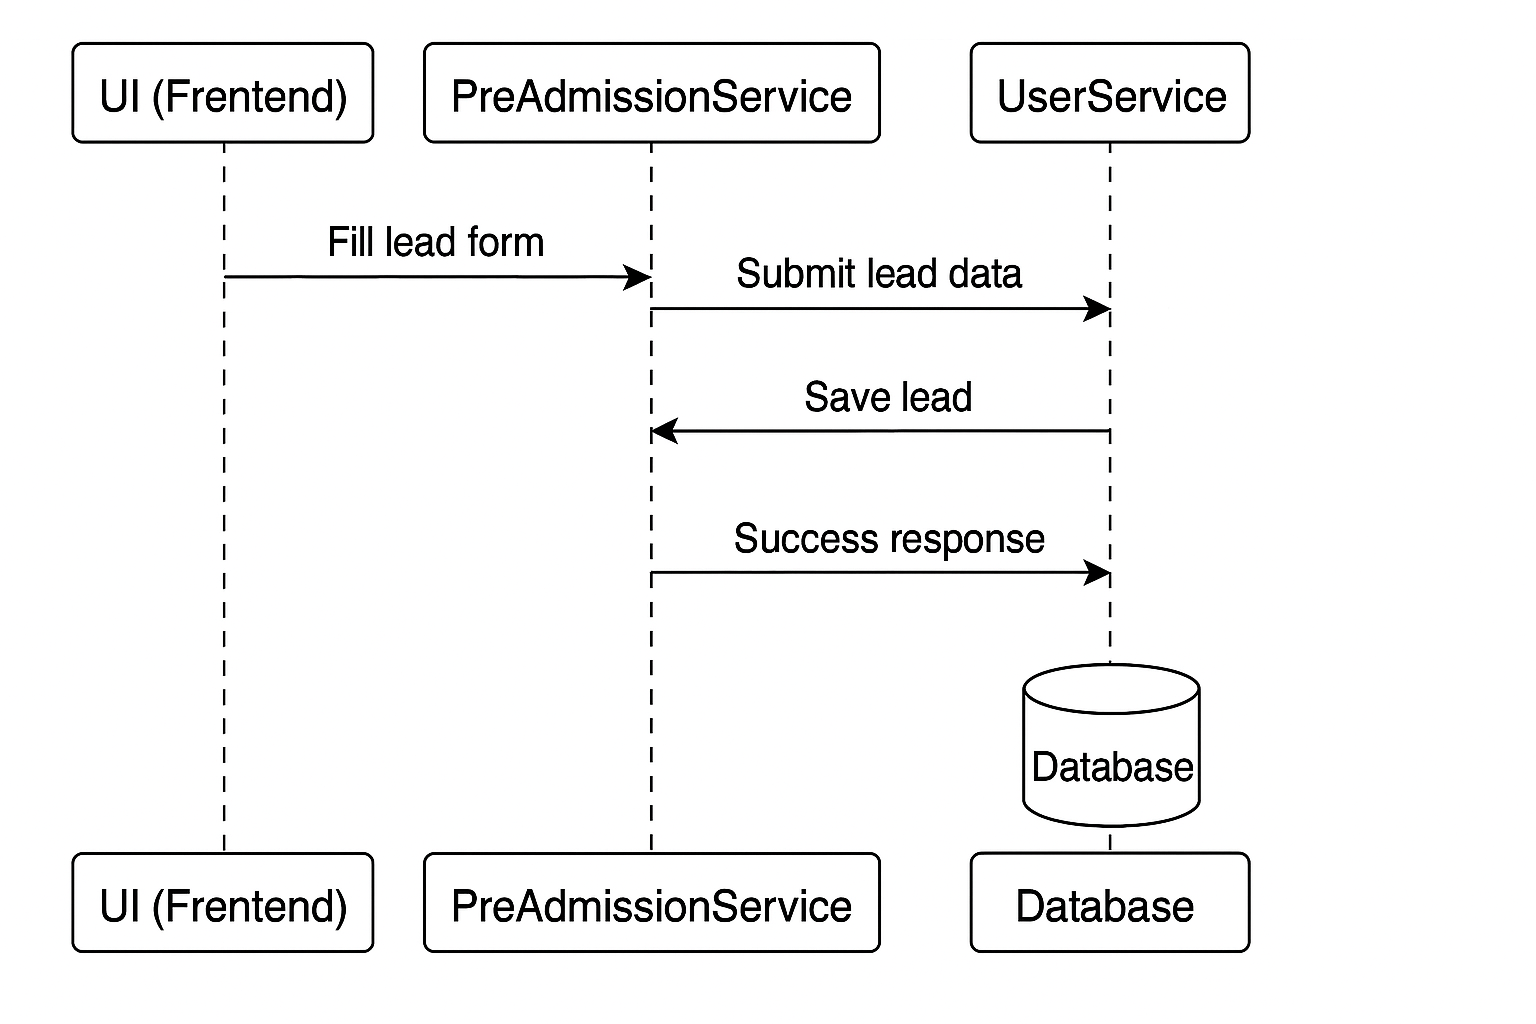 UI (Frentend)
PreAdmissionService
UserService
Fill lead form
Submit lead data
Save lead
Success response
Database
UI (Frentend)
PreAdmissionService
Database